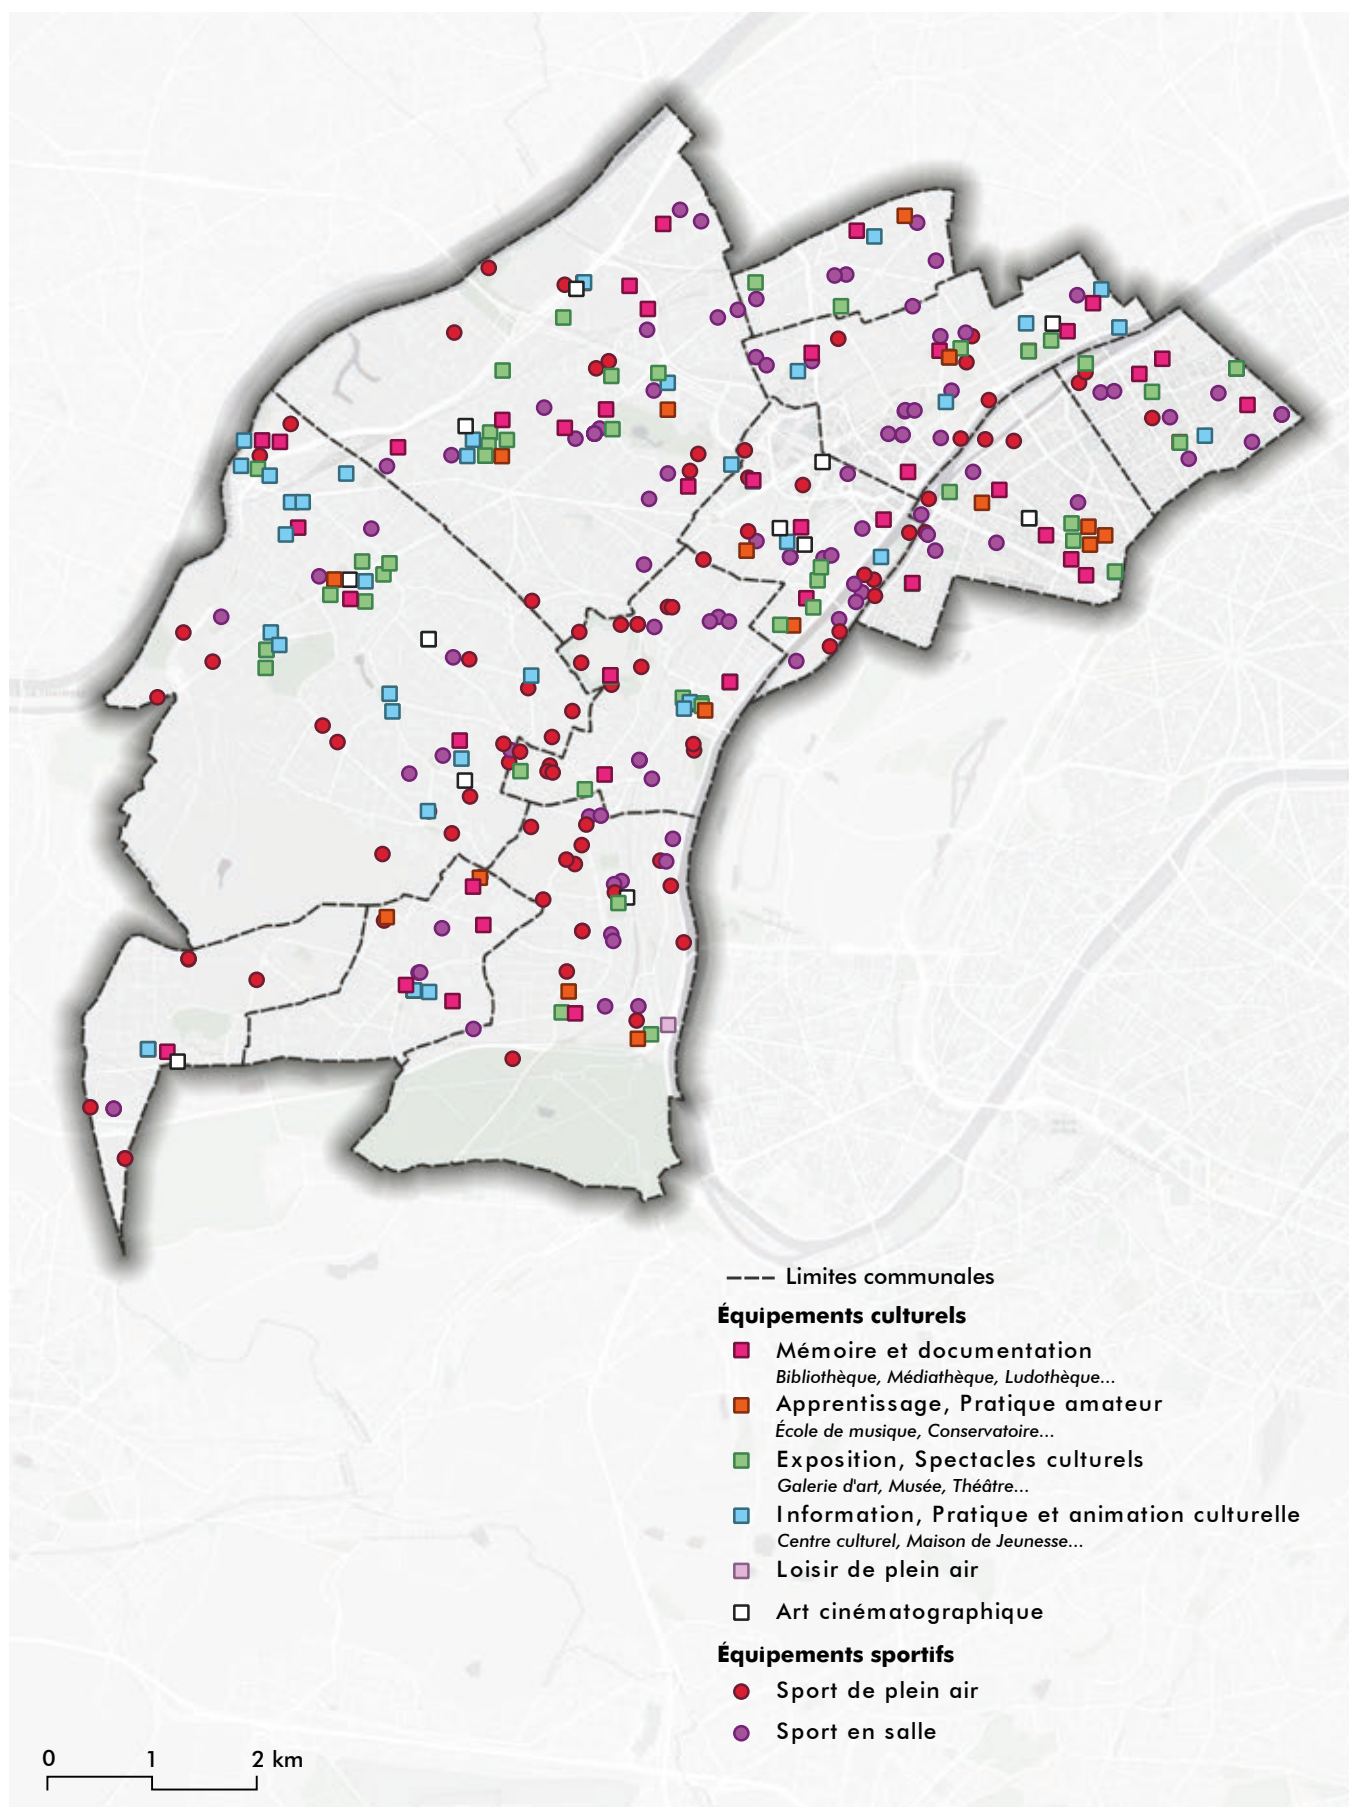 Limites communales
Équipements culturels
Mémoire et documentation
Bibliothèque, Médiathèque, Ludothèque...
Apprentissage, Pratique amateur
École de musique, Conservatoire...
Exposition, Spectacles culturels
Galerie d'art, Musée, Théâtre...
Information, Pratique et animation culturelle
Centre culturel, Maison de Jeunesse...
Loisir de plein air
Art cinématographique
Équipements sportifs
Sport de plein air
Sport en salle
0 1 2 km